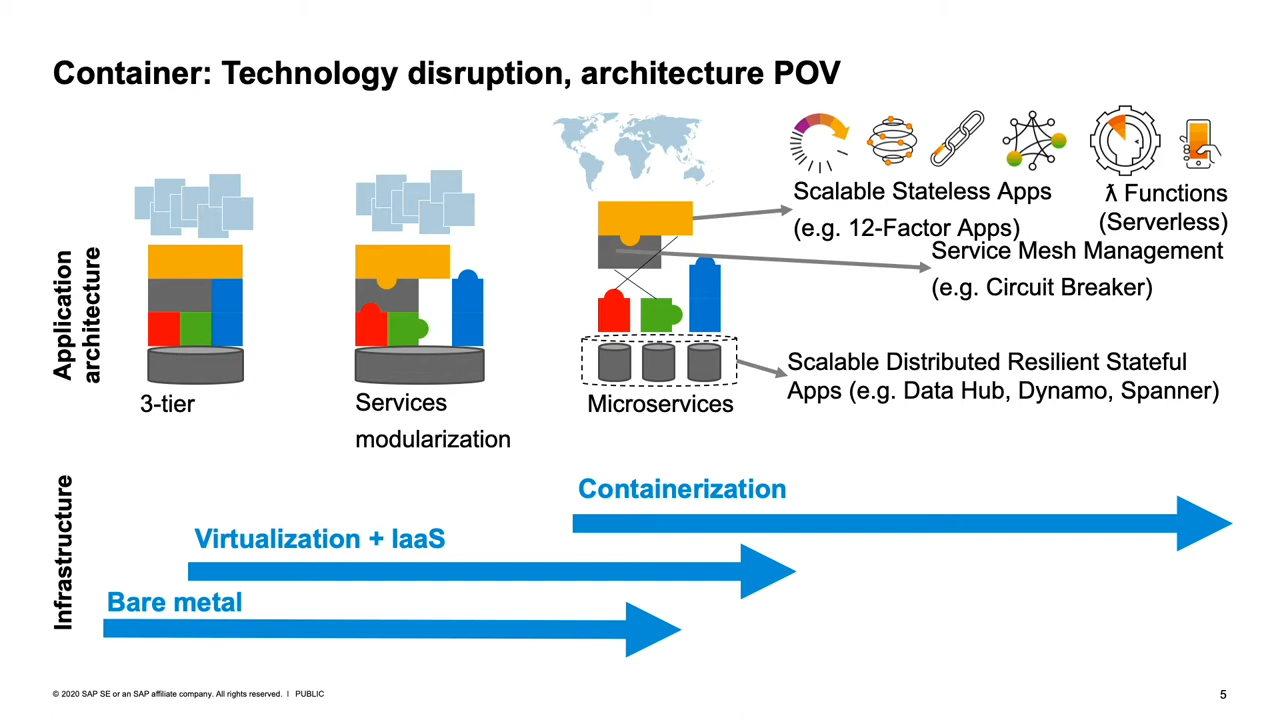 Container: Technology disruption, architecture POV
Application
architecture
3-tier
Services
modularization
Microservices
Scalable Stateless Apps
(e.g. 12-Factor Apps)
ƛ Functions
(Serverless)
Service Mesh Management
(e.g. Circuit Breaker)
Scalable Distributed Resilient Stateful
Apps (e.g. Data Hub, Dynamo, Spanner)
Infrastructure
Containerization
Virtualization + IaaS
Bare metal
© 2020 SAP SE or an SAP affiliate company. All rights reserved. ǀ PUBLIC
5